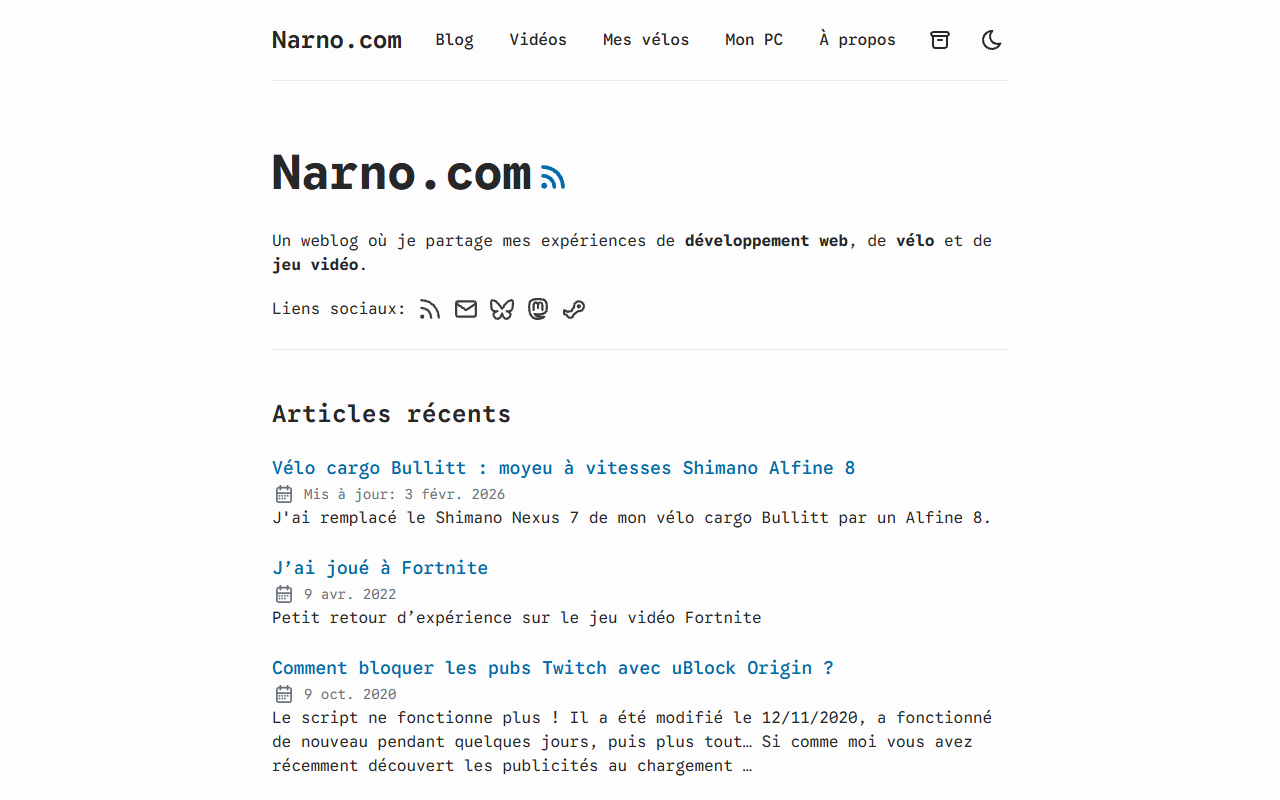 Narno.com Blog Vidéos Mes vélos Mon PC À propos
Narno.com
Un weblog où je partage mes expériences de développement web, de vélo et de
jeu vidéo.
Liens sociaux:
Articles récents
Vélo cargo Bullitt : moyeu à vitesses Shimano Alfine 8
Mis à jour: 3 févr. 2026
J'ai remplacé le Shimano Nexus 7 de mon vélo cargo Bullitt par un Alfine 8.
J’ai joué à Fortnite
9 avr. 2022
Petit retour d’expérience sur le jeu vidéo Fortnite
Comment bloquer les pubs Twitch avec uBlock Origin ?
9 oct. 2020
Le script ne fonctionne plus ! Il a été modifié le 12/11/2020, a fonctionné
de nouveau pendant quelques jours, puis plus tout… Si comme moi vous avez
récemment découvert les publicités au chargement …